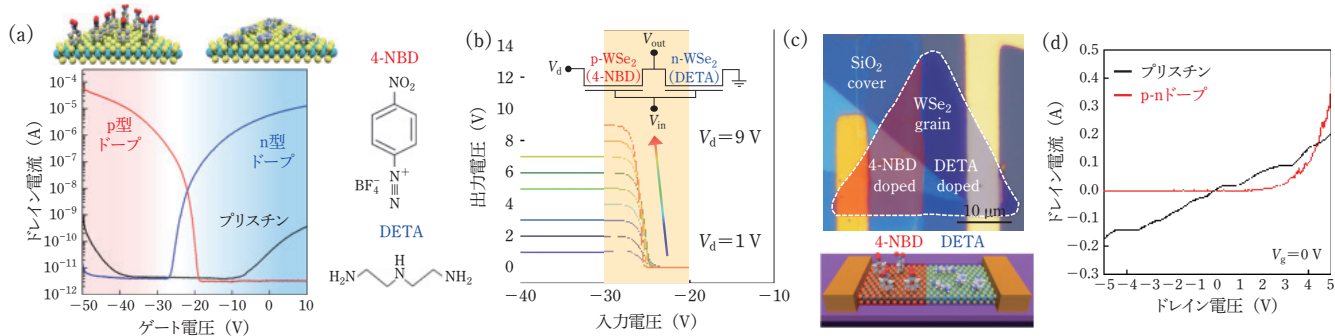 (a)
4-NBD
NO₂
N⁺
N
BF₄
DETA
H
H₂N
N
NH₂
10⁻⁴
10⁻⁵
10⁻⁶
10⁻⁷
10⁻⁸
10⁻⁹
10⁻¹⁰
10⁻¹¹
10⁻¹²
ドレイン電流 (A)
p型
ドープ
n型
ドープ
プリスチン
−50 −40 −30 −20 −10 0 10
ゲート電圧 (V)
(b)
14
12
10
8
6
4
2
0
出力電圧 (V)
Vout
Vd
p-WSe₂
(4-NBD)
n-WSe₂
(DETA)
Vin
Vd=9 V
Vd=1 V
−40 −30 −20 −10
入力電圧 (V)
(c)
SiO₂
cover
WSe₂
grain
4-NBD
doped
DETA
doped
10 μm
4-NBD DETA
(d)
0.5
0.4
0.3
0.2
0.1
0.0
−0.1
−0.2
−0.3
ドレイン電流 (A)
プリスチン
p-nドープ
Vg=0 V
−5 −4 −3 −2 −1 0 1 2 3 4 5
ドレイン電圧 (V)